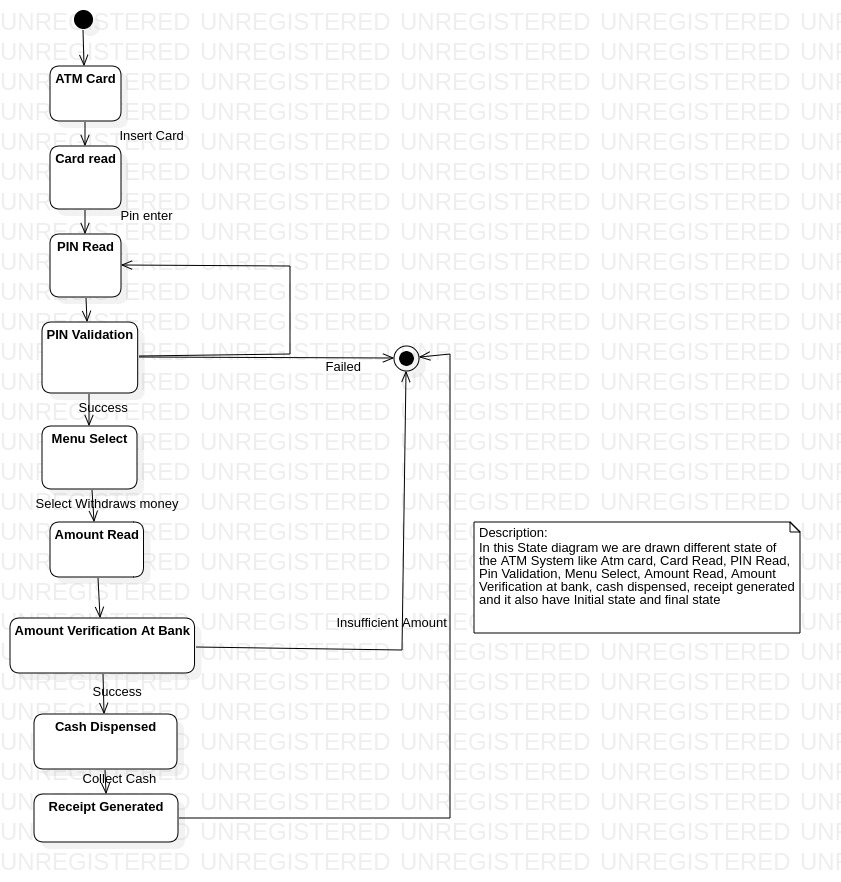 UNREGISTERED UNREGISTERED UNREGISTERED UNREGISTERED
ATM Card
Insert Card
Card read
Pin enter
PIN Read
PIN Validation
Failed
Success
Menu Select
Select Withdraws money
Amount Read
Description:
In this State diagram we are drawn different state of
the ATM System like Atm card, Card Read, PIN Read,
Pin Validation, Menu Select, Amount Read, Amount
Verification at bank, cash dispensed, receipt generated
and it also have Initial state and final state
Insufficient Amount
Amount Verification At Bank
Success
Cash Dispensed
Collect Cash
Receipt Generated